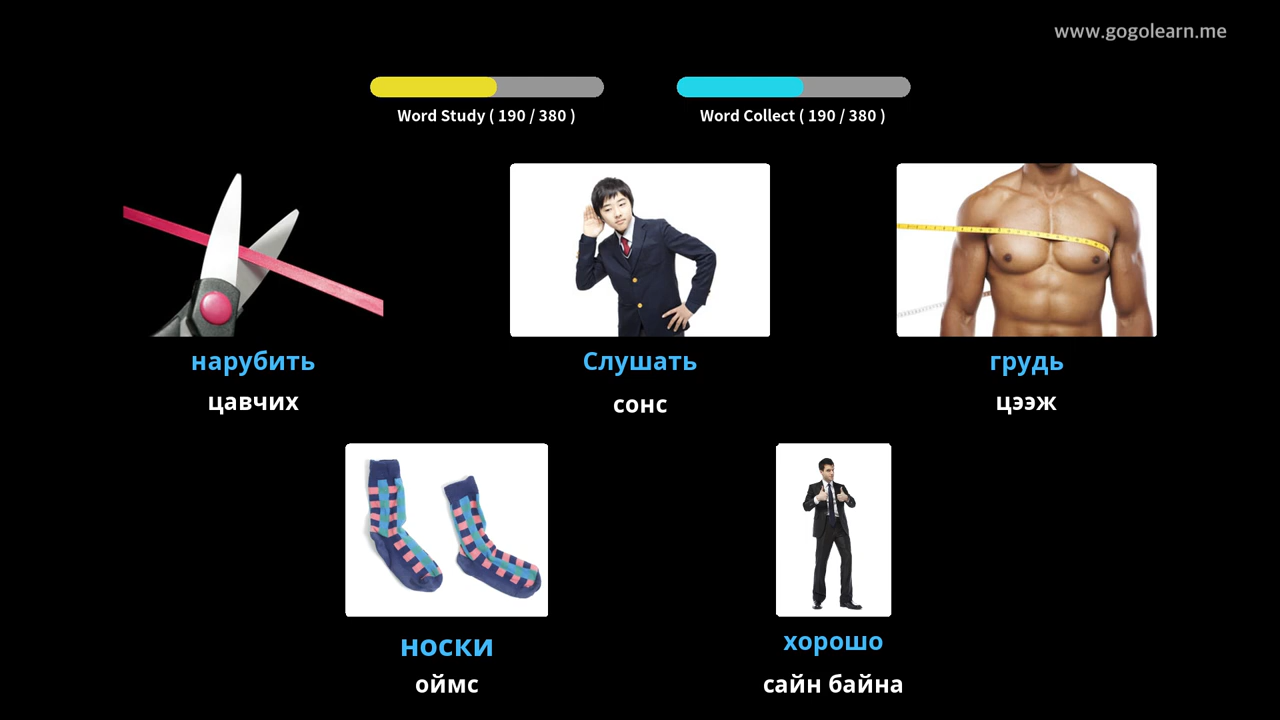 www.gogolearn.me
Word Study ( 190 / 380 )
Word Collect ( 190 / 380 )
нарубить
цавчих
Слушать
сонс
грудь
цээж
носки
оймс
хорошо
сайн байна